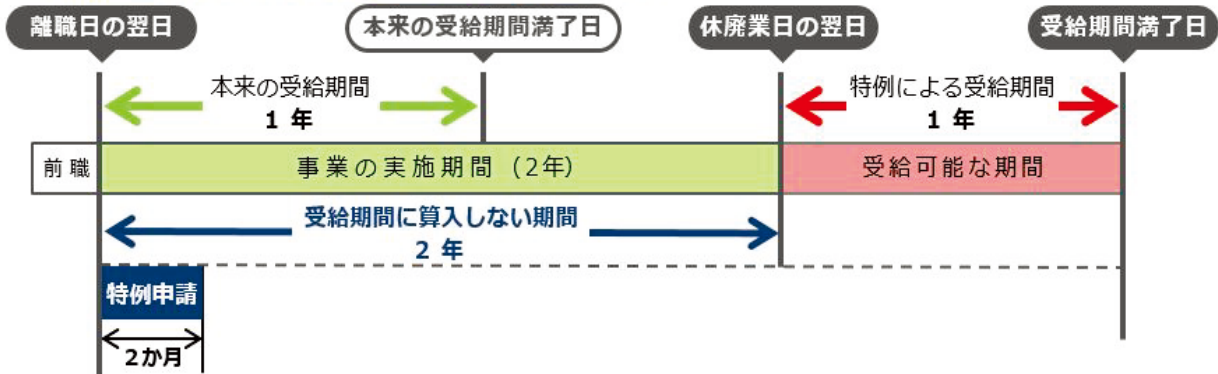 離職日の翌日
本来の受給期間満了日
休廃業日の翌日
受給期間満了日
本来の受給期間
1 年
特例による受給期間
1 年
前職
事業の実施期間（2年）
受給可能な期間
受給期間に算入しない期間
2 年
特例申請
2か月